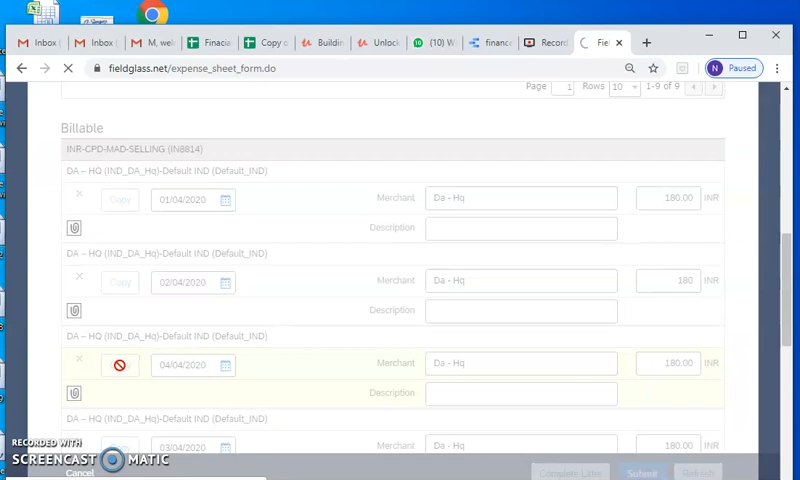 Inbox (
Inbox (
M, wel
Finacial
Copy o
Buildin
Unlock
(10) W
finance
Record
Fiel
fieldglass.net/expense_sheet_form.do
N Paused
Page 1 Rows 10 1-9 of 9
Billable
INR-CPD-MAD-SELLING (IN8814)
DA – HQ (IND_DA_Hq)-Default IND (Default_IND)
Copy 01/04/2020 Merchant Da - Hq 180.00 INR
Description
DA – HQ (IND_DA_Hq)-Default IND (Default_IND)
Copy 02/04/2020 Merchant Da - Hq 180 INR
Description
DA – HQ (IND_DA_Hq)-Default IND (Default_IND)
04/04/2020 Merchant Da - Hq 180.00 INR
Description
DA – HQ (IND_DA_Hq)-Default IND (Default_IND)
03/04/2020 Merchant Da - Hq 180.00 INR
RECORDED WITH
SCREENCAST MATIC
Cancel
Complete Later Submit Refresh